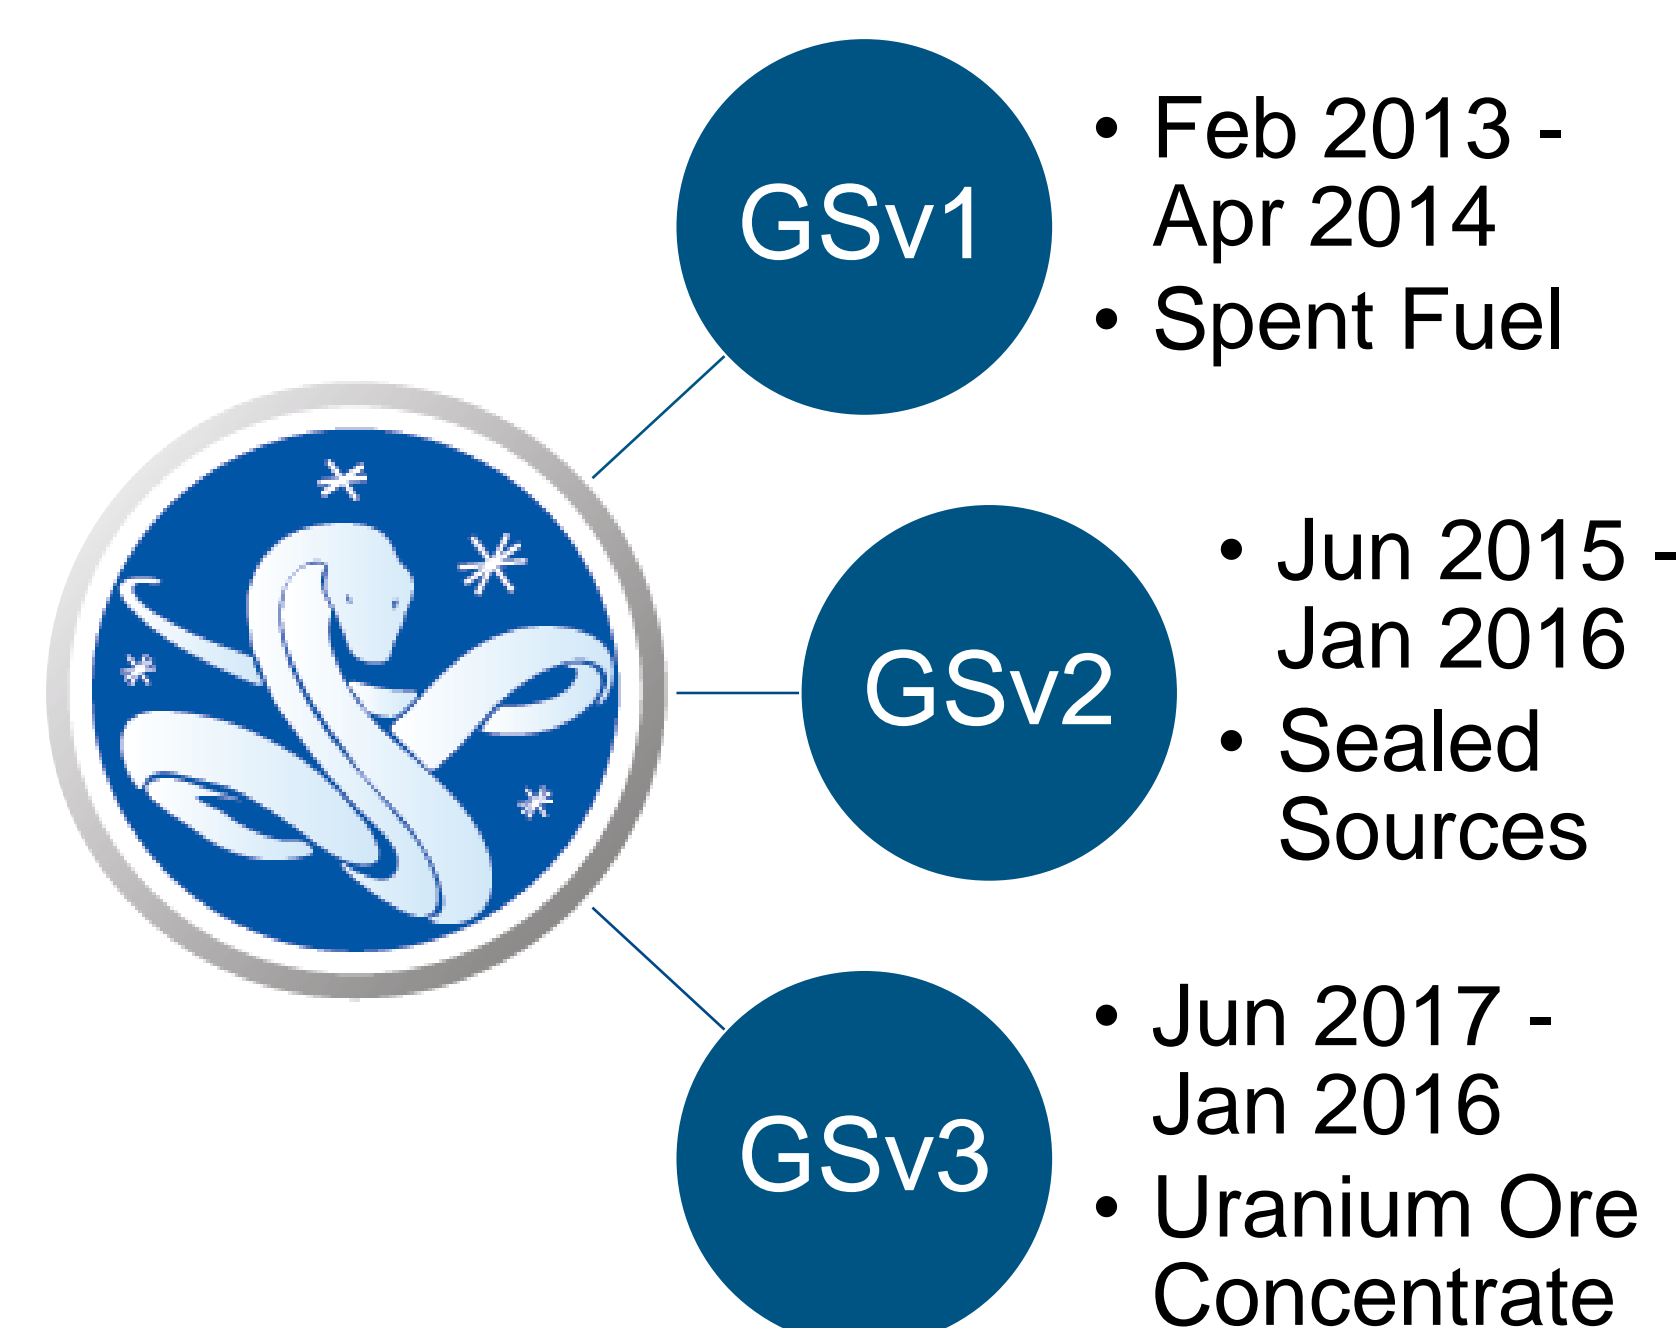 GSv1
• Feb 2013 -
Apr 2014
• Spent Fuel
GSv2
• Jun 2015 -
Jan 2016
• Sealed
Sources
GSv3
• Jun 2017 -
Jan 2016
• Uranium Ore
Concentrate